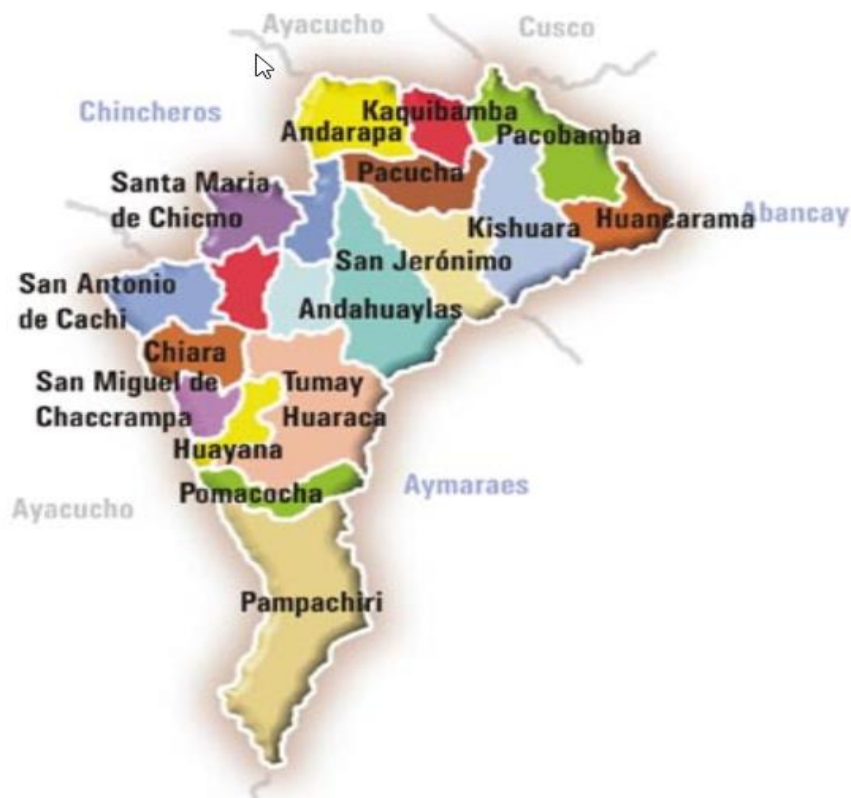 Ayacucho
Cusco
Chincheros
Kaquibamba
Andarapa
Pacobamba
Pacucha
Santa Maria
de Chicmo
Kishuara
Huancarama
Abancay
San Jerónimo
San Antonio
de Cachi
Andahuaylas
Chiara
San Miguel de
Chaccrampa
Tumay
Huaraca
Huayana
Pomacocha
Aymaraes
Ayacucho
Pampachiri